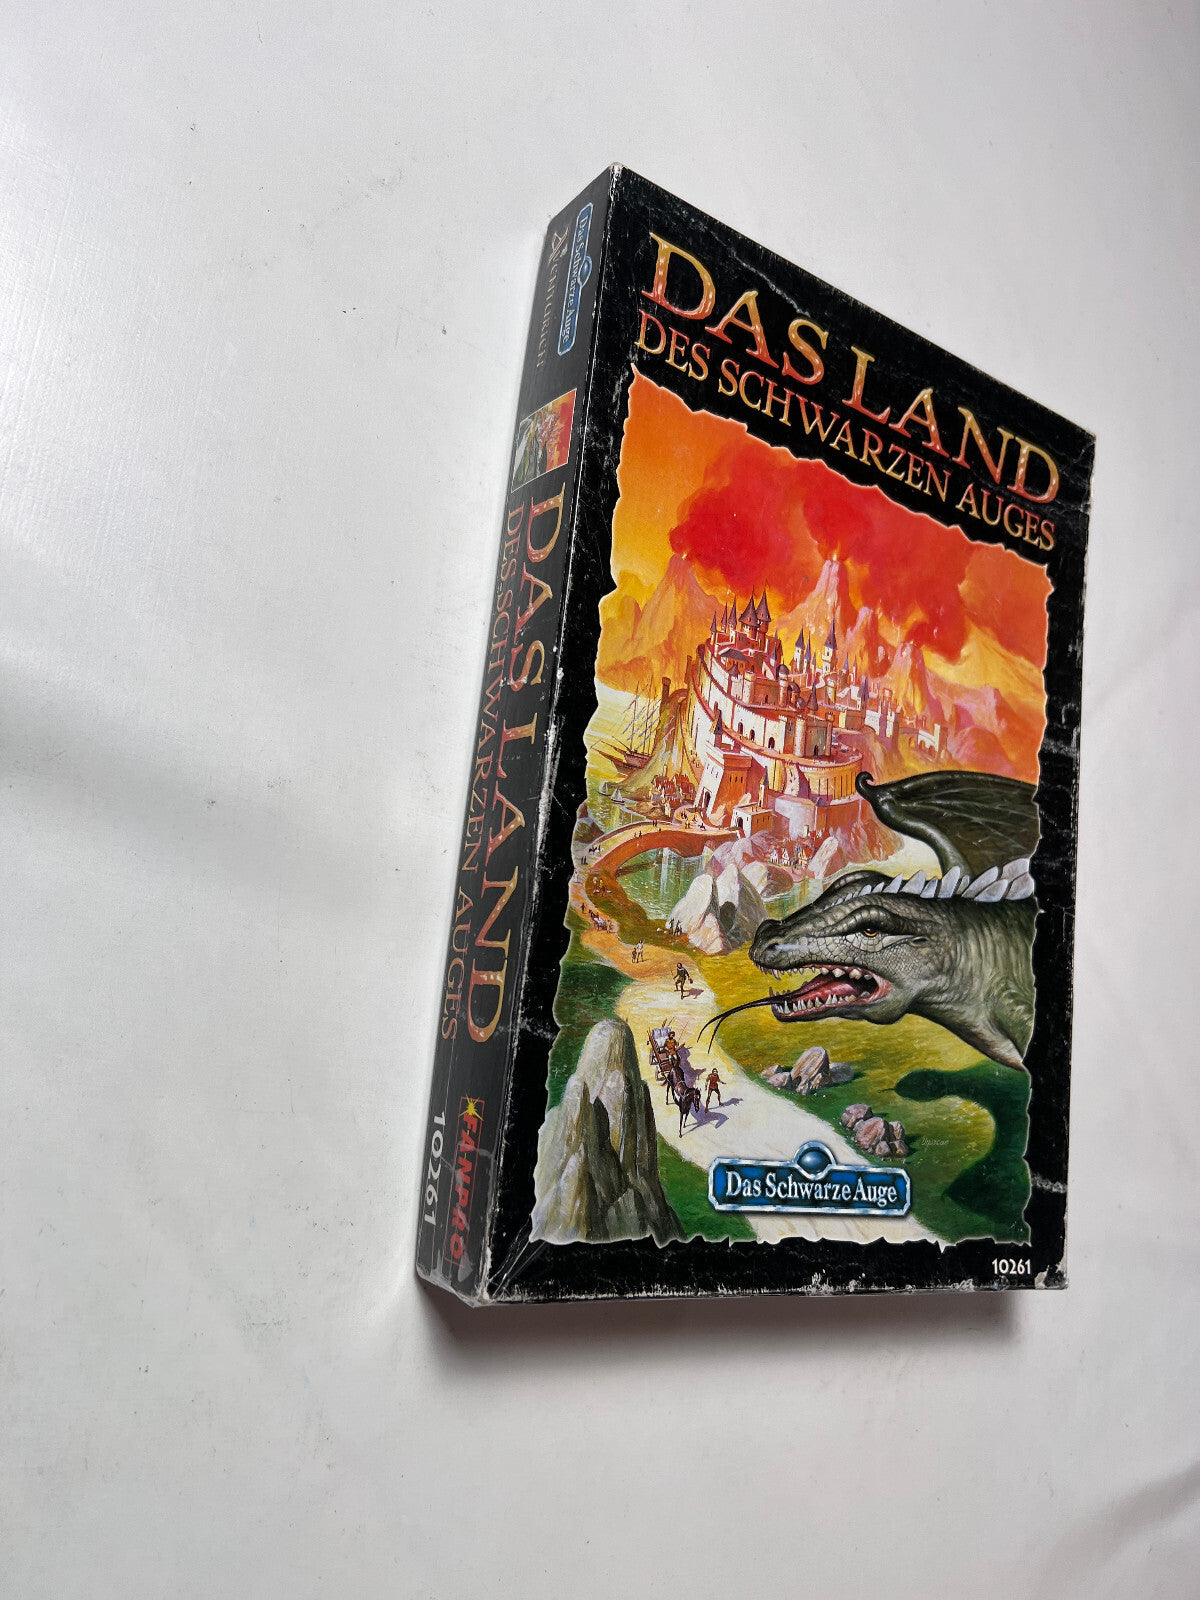 DAS LAND
DES SCHWARZEN AUGES
Das Schwarze Auge
10261
Das Schwarze Auge
AVENTURIEN
DAS LAND
DES SCHWARZEN AUGES
FANPRO
10261